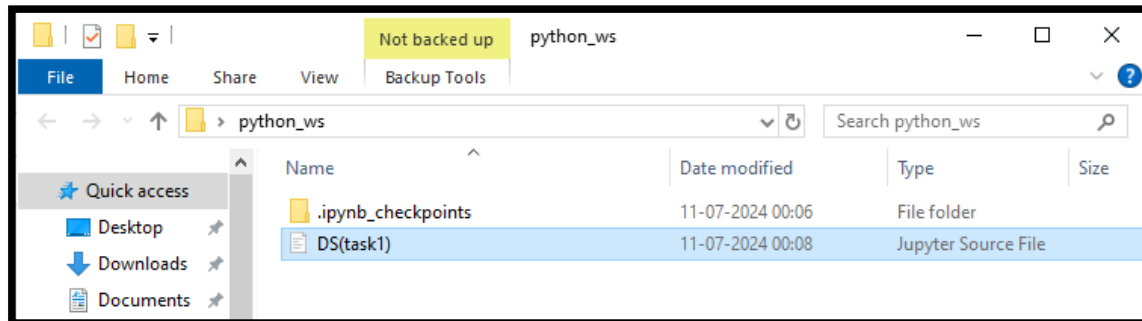 Not backed up python_ws
File Home Share View Backup Tools
python_ws Search python_ws
Name Date modified Type Size
Quick access
.ipynb_checkpoints 11-07-2024 00:06 File folder
Desktop
DS(task1) 11-07-2024 00:08 Jupyter Source File
Downloads
Documents